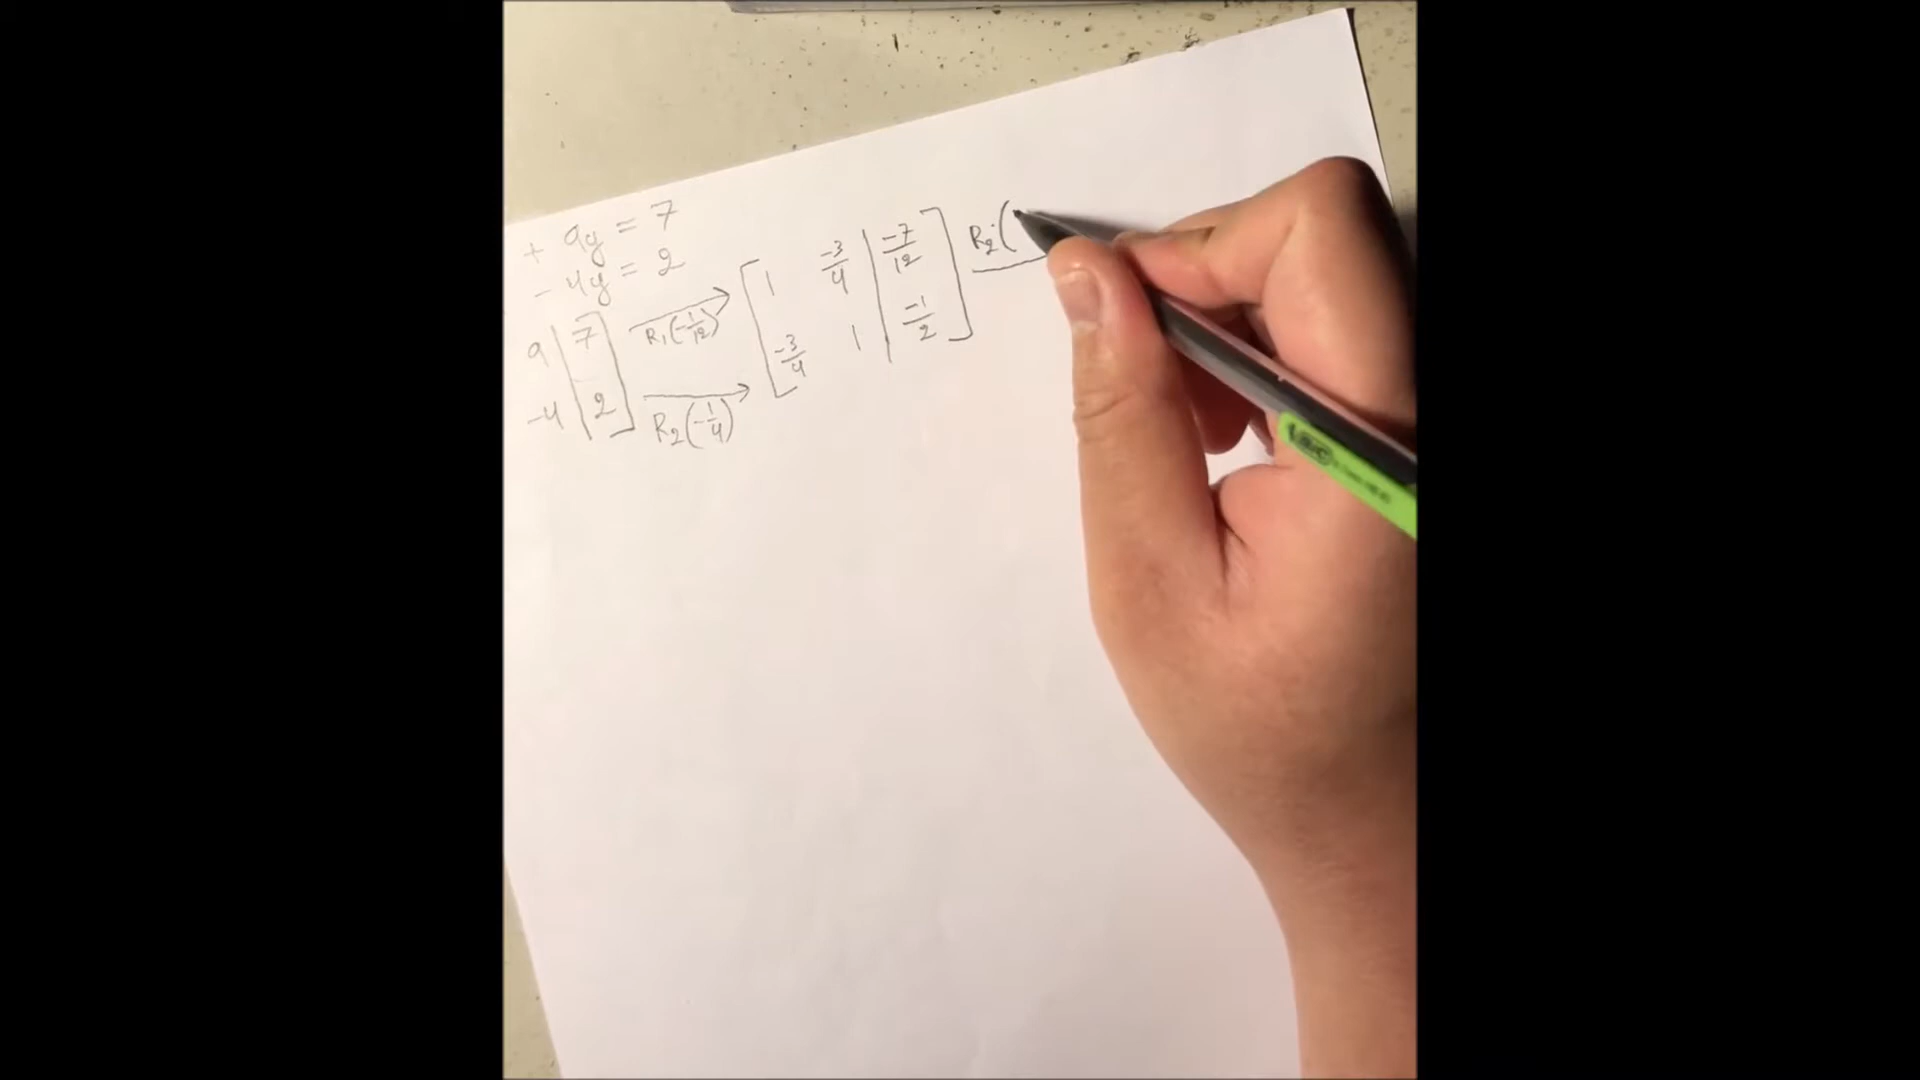 + 9y = 7
- 4y = 2
9 | 7 ]
-4 | 2 ]
R₁(-1/12)
R₂(-1/4)
[ 1 -3/4 | -7/12 ]
[ -3/4 1 | -1/2 ]
R₂·(
BIC